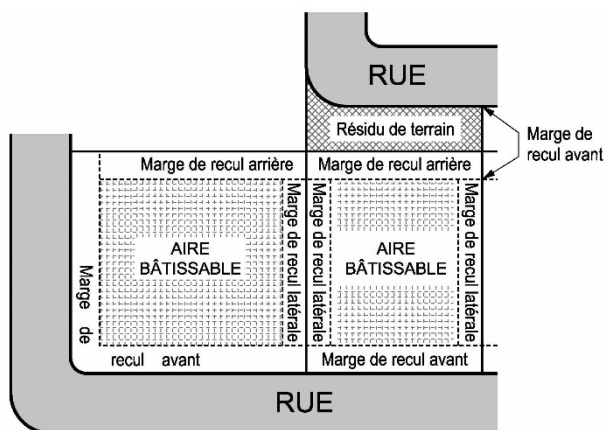 RUE
Résidu de terrain
Marge de
recul avant
Marge de recul arrière
Marge de recul arrière
Marge de
recul avant
AIRE
BÂTISSABLE
Marge de recul latérale
Marge de recul latérale
AIRE
BÂTISSABLE
Marge de recul latérale
Marge de recul avant
RUE